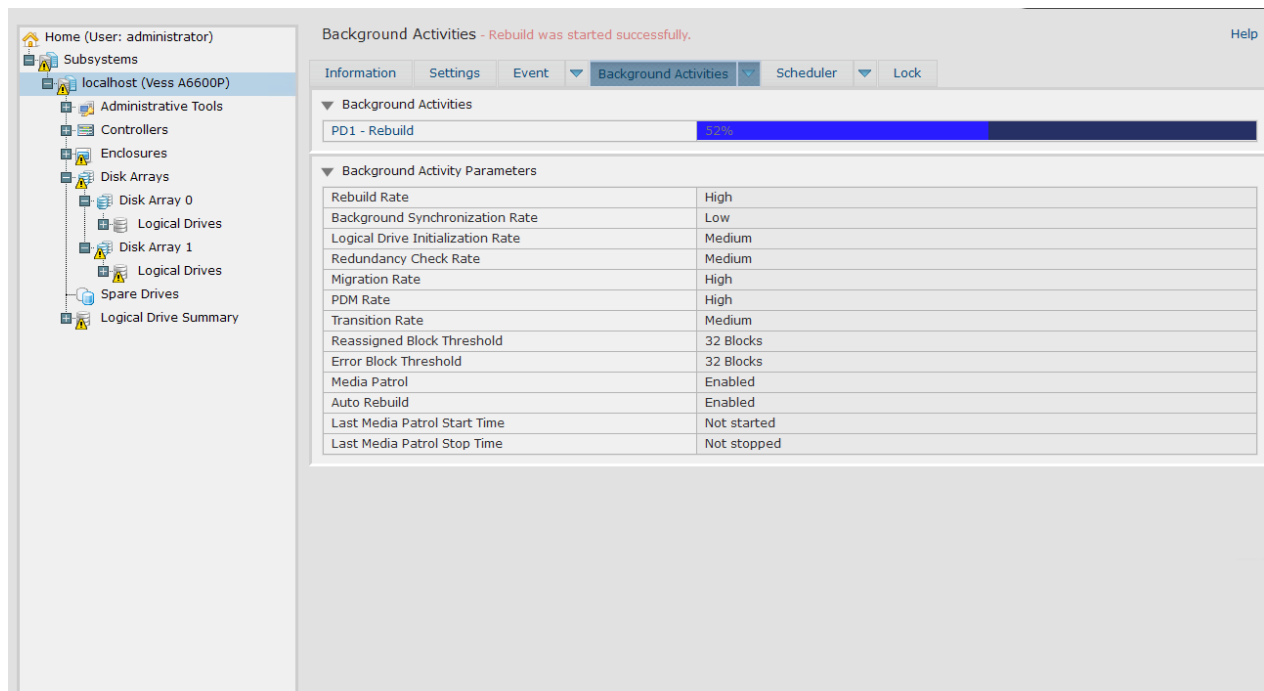 Home (User: administrator)
Subsystems
localhost (Vess A6600P)
Administrative Tools
Controllers
Enclosures
Disk Arrays
Disk Array 0
Logical Drives
Disk Array 1
Logical Drives
Spare Drives
Logical Drive Summary
Background Activities - Rebuild was started successfully. Help
Information Settings Event Background Activities Scheduler Lock
Background Activities
PD1 - Rebuild 52%
Background Activity Parameters
Rebuild Rate High
Background Synchronization Rate Low
Logical Drive Initialization Rate Medium
Redundancy Check Rate Medium
Migration Rate High
PDM Rate High
Transition Rate Medium
Reassigned Block Threshold 32 Blocks
Error Block Threshold 32 Blocks
Media Patrol Enabled
Auto Rebuild Enabled
Last Media Patrol Start Time Not started
Last Media Patrol Stop Time Not stopped